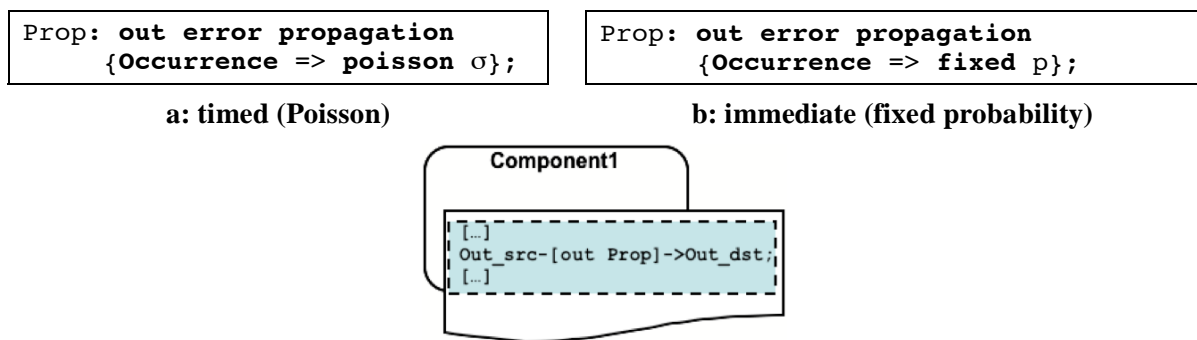 Prop: out error propagation
{Occurrence => poisson σ};
Prop: out error propagation
{Occurrence => fixed p};
a: timed (Poisson)
b: immediate (fixed probability)
Component1
[...]
Out_src-[out Prop]->Out_dst;
[...]